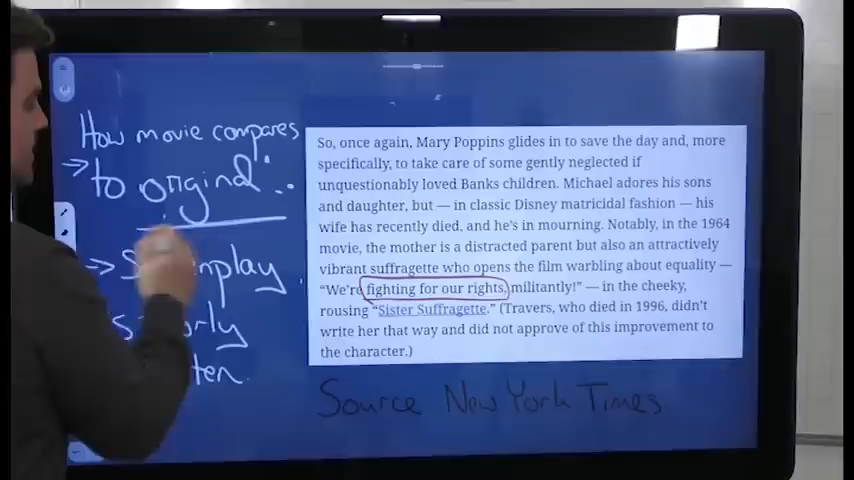 How movie compares
→ to original:
→ S nplay
is rly
ten.
So, once again, Mary Poppins glides in to save the day and, more
specifically, to take care of some gently neglected if
unquestionably loved Banks children. Michael adores his sons
and daughter, but — in classic Disney matricidal fashion — his
wife has recently died, and he's in mourning. Notably, in the 1964
movie, the mother is a distracted parent but also an attractively
vibrant suffragette who opens the film warbling about equality —
“We're fighting for our rights, militantly!” — in the cheeky,
rousing “Sister Suffragette.” (Travers, who died in 1996, didn't
write her that way and did not approve of this improvement to
the character.)
Source New York Times